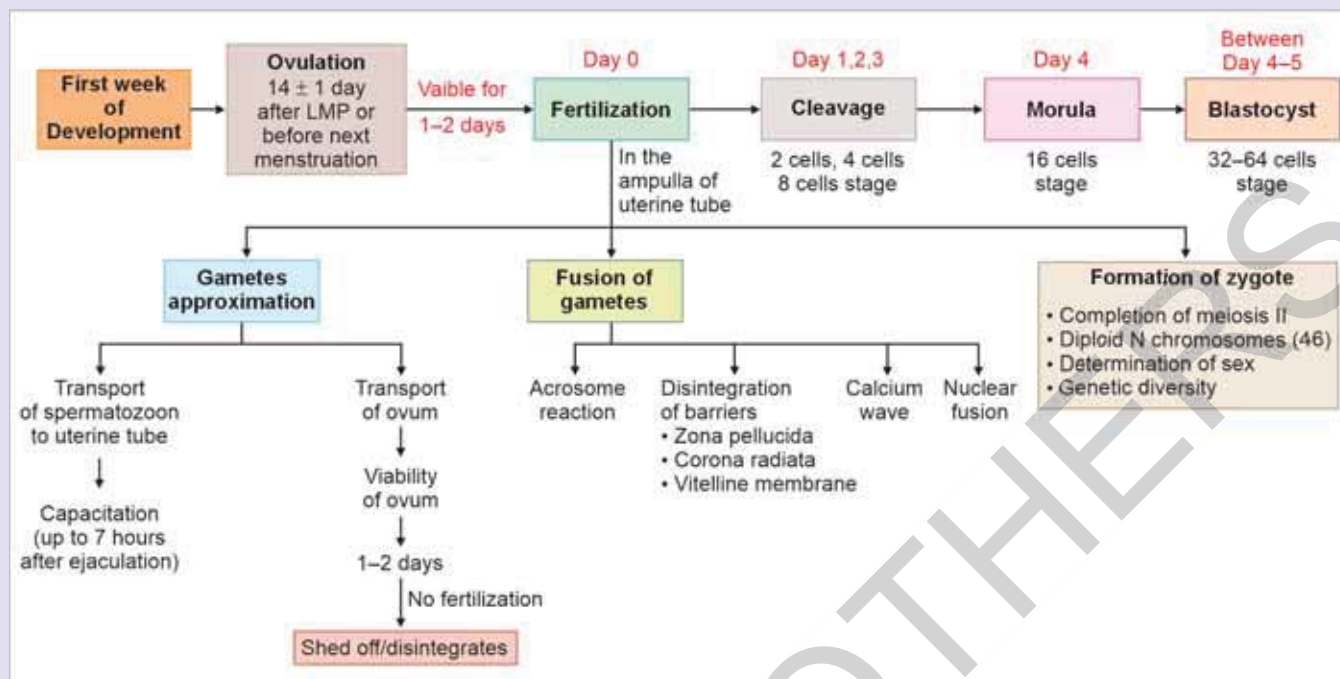 First week
of
Development
Ovulation
14 ± 1 day
after LMP or
before next
menstruation
Vaible for
1–2 days
Day 0
Fertilization
In the
ampulla of
uterine tube
Day 1,2,3
Cleavage
2 cells, 4 cells
8 cells stage
Day 4
Morula
16 cells
stage
Between
Day 4–5
Blastocyst
32–64 cells
stage
Gametes
approximation
Transport
of spermatozoon
to uterine tube
Capacitation
(up to 7 hours
after ejaculation)
Transport
of ovum
Viability
of ovum
1–2 days
No fertilization
Shed off/disintegrates
Fusion of
gametes
Acrosome
reaction
Disintegration
of barriers
• Zona pellucida
• Corona radiata
• Vitelline membrane
Calcium
wave
Nuclear
fusion
Formation of zygote
• Completion of meiosis II
• Diploid N chromosomes (46)
• Determination of sex
• Genetic diversity
OTHERS